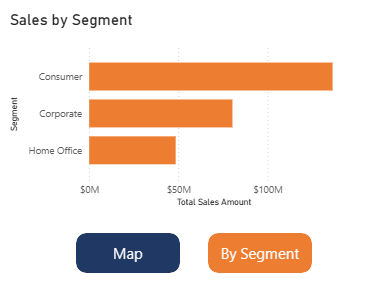 Sales by Segment
Segment
Consumer
Corporate
Home Office
$0M $50M $100M
Total Sales Amount
Map By Segment